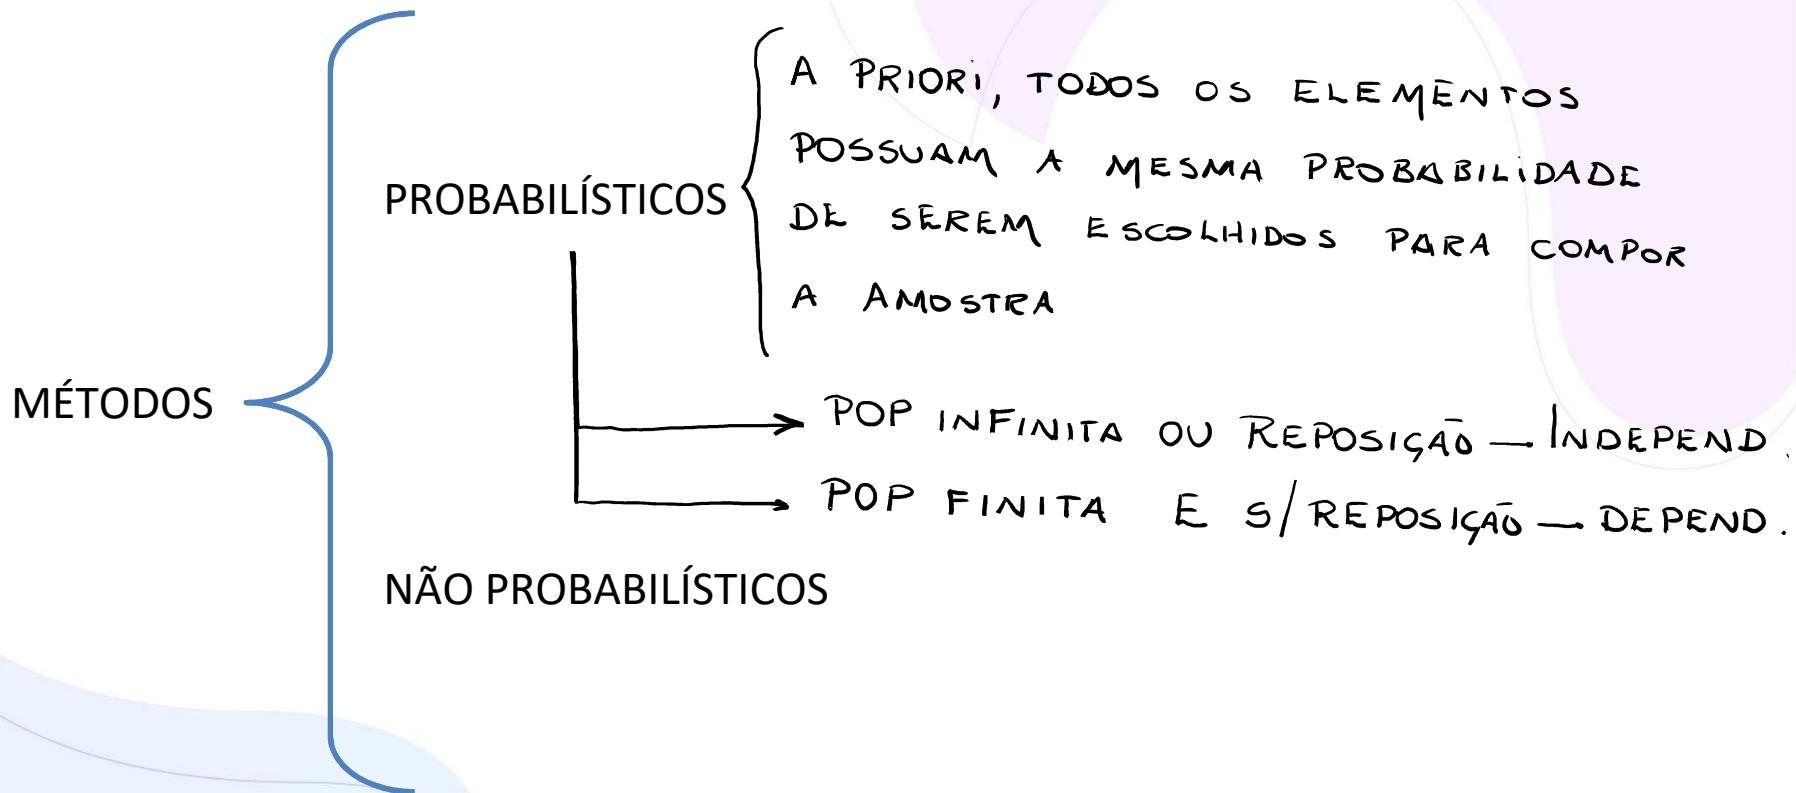 A PRIORI, TODOS OS ELEMENTOS
POSSUAM A MESMA PROBABILIDADE
PROBABILÍSTICOS
DE SEREM ESCOLHIDOS PARA COMPOR
A AMOSTRA
MÉTODOS
POP INFINITA OU REPOSIÇÃO — INDEPEND.
POP FINITA E S/REPOSIÇÃO — DEPEND.
NÃO PROBABILÍSTICOS